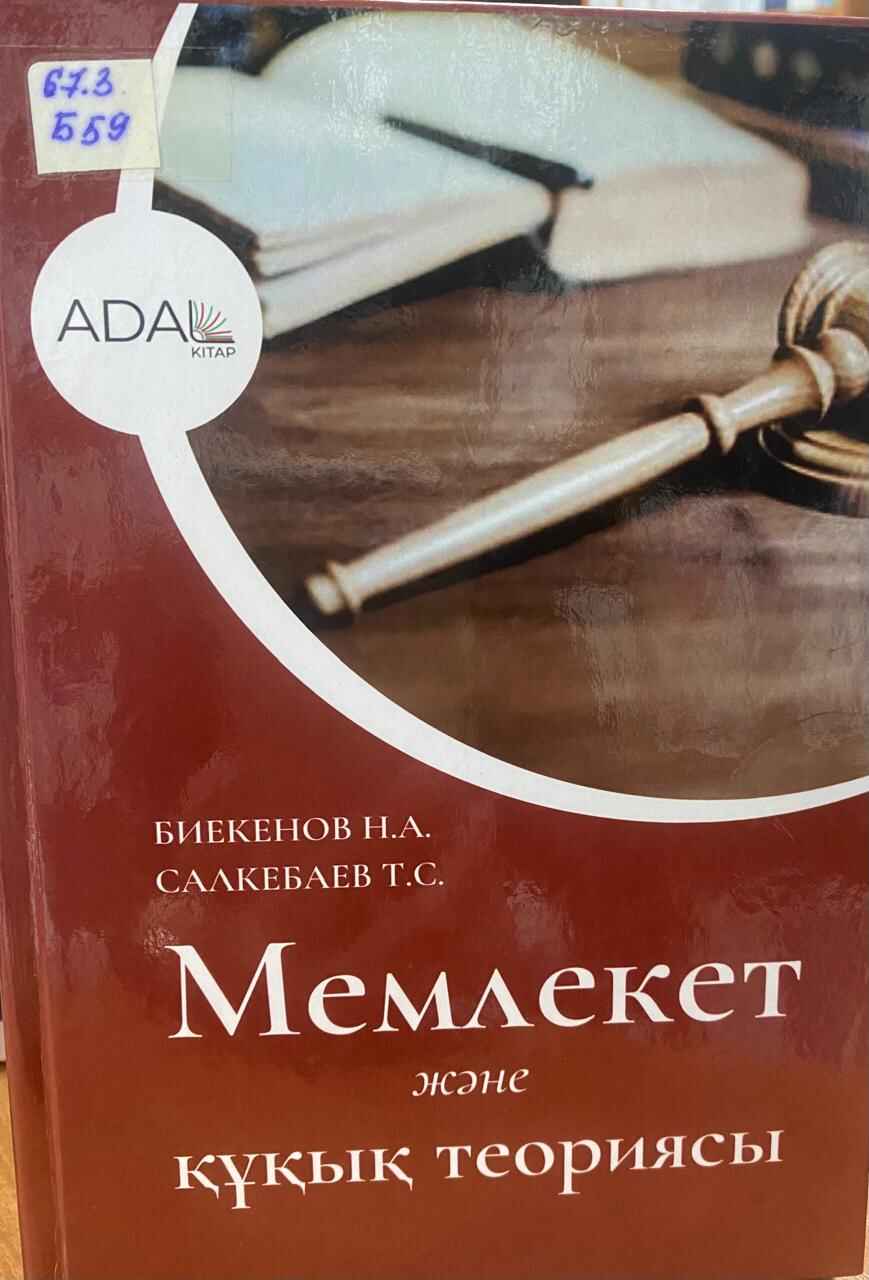 67.3
Б59
ADAL
KITAP
БИЕКЕНОВ Н.А.
САЛКЕБАЕВ Т.С.
Мемлекет
және
құқық теориясы